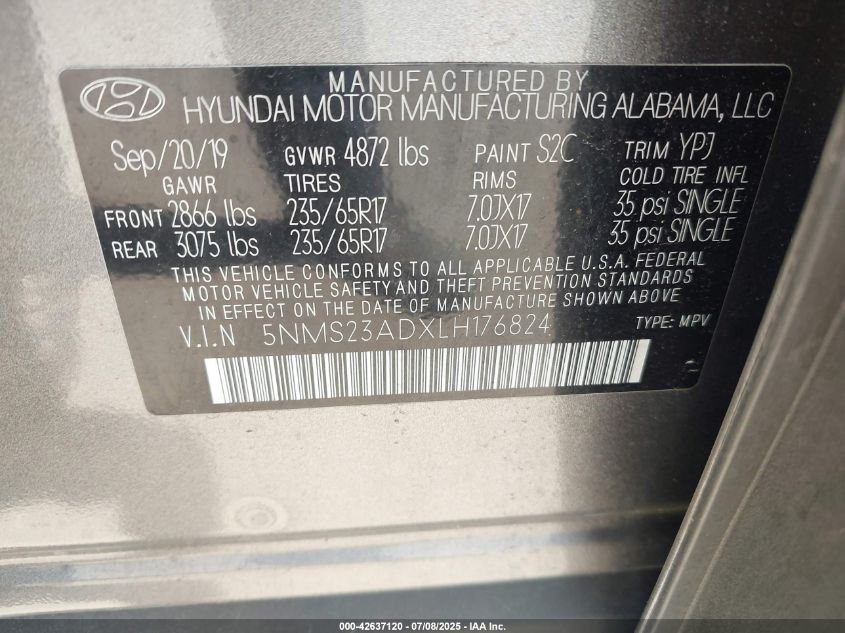 MANUFACTURED BY
HYUNDAI MOTOR MANUFACTURING ALABAMA, LLC
Sep/20/19 GVWR 4872 lbs PAINT S2C TRIM YPJ
GAWR TIRES RIMS COLD TIRE INFL
FRONT 2866 lbs 235/65R17 7.0JX17 35 psi SINGLE
REAR 3075 lbs 235/65R17 7.0JX17 35 psi SINGLE
THIS VEHICLE CONFORMS TO ALL APPLICABLE U.S.A. FEDERAL
MOTOR VEHICLE SAFETY AND THEFT PREVENTION STANDARDS
IN EFFECT ON THE DATE OF MANUFACTURE SHOWN ABOVE
V.I.N 5NMS23ADXLH176824 TYPE: MPV
000-42637120 - 07/08/2025 - IAA Inc.